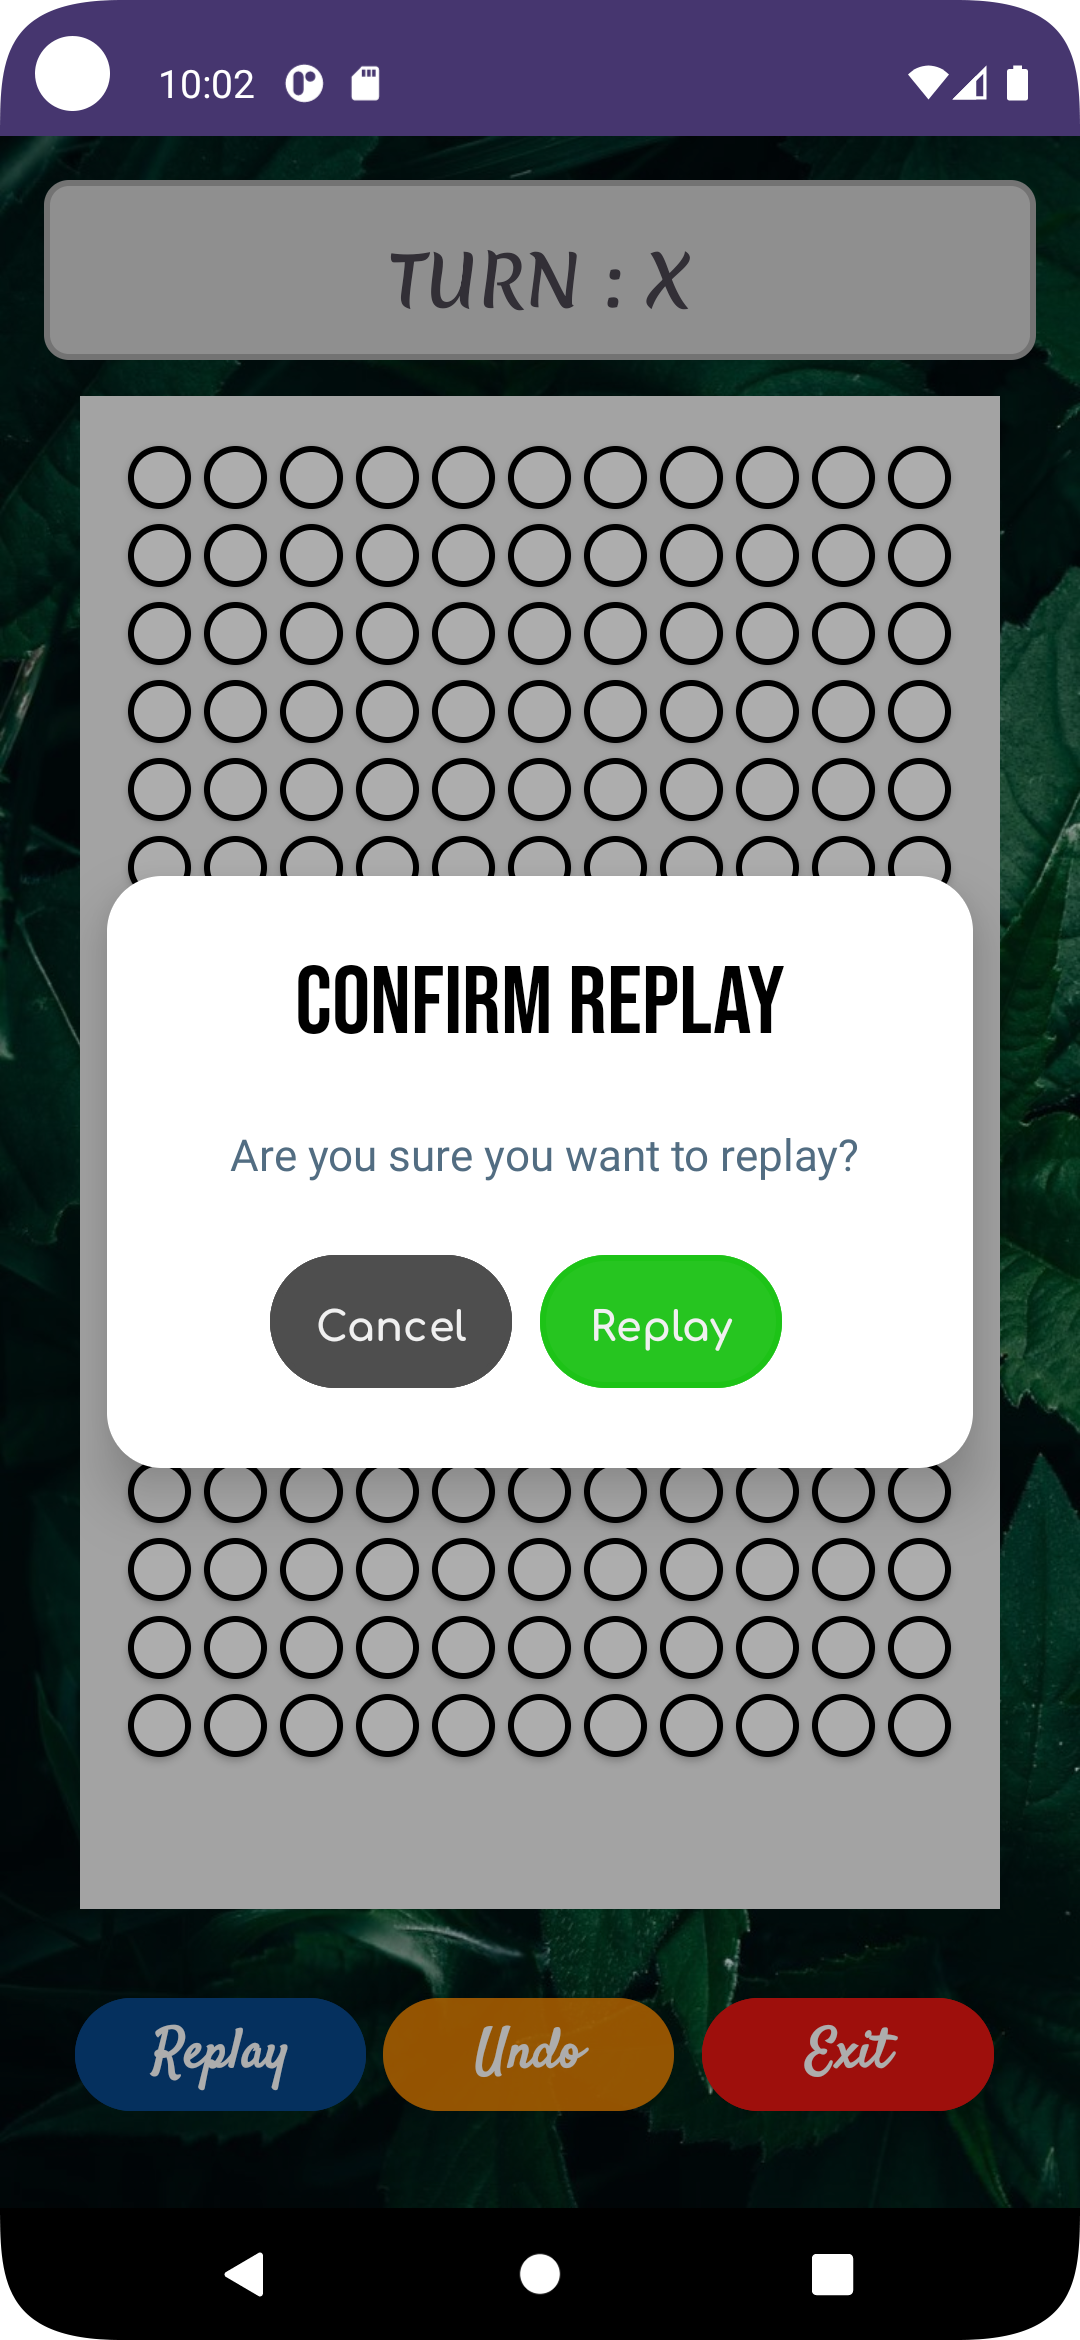 10:02
TURN : X
CONFIRM REPLAY
Are you sure you want to replay?
Cancel Replay
Replay Undo Exit